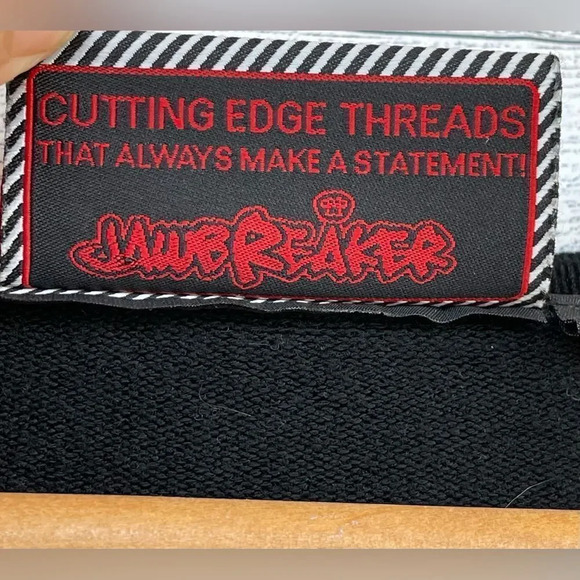 CUTTING EDGE THREADS
THAT ALWAYS MAKE A STATEMENT!
JAWBREAKER